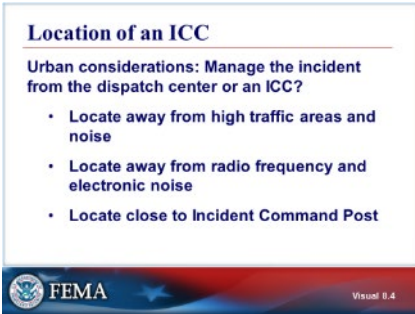 Location of an ICC
Urban considerations: Manage the incident
from the dispatch center or an ICC?
• Locate away from high traffic areas and
noise
• Locate away from radio frequency and
electronic noise
• Locate close to Incident Command Post
FEMA
Visual 8.4